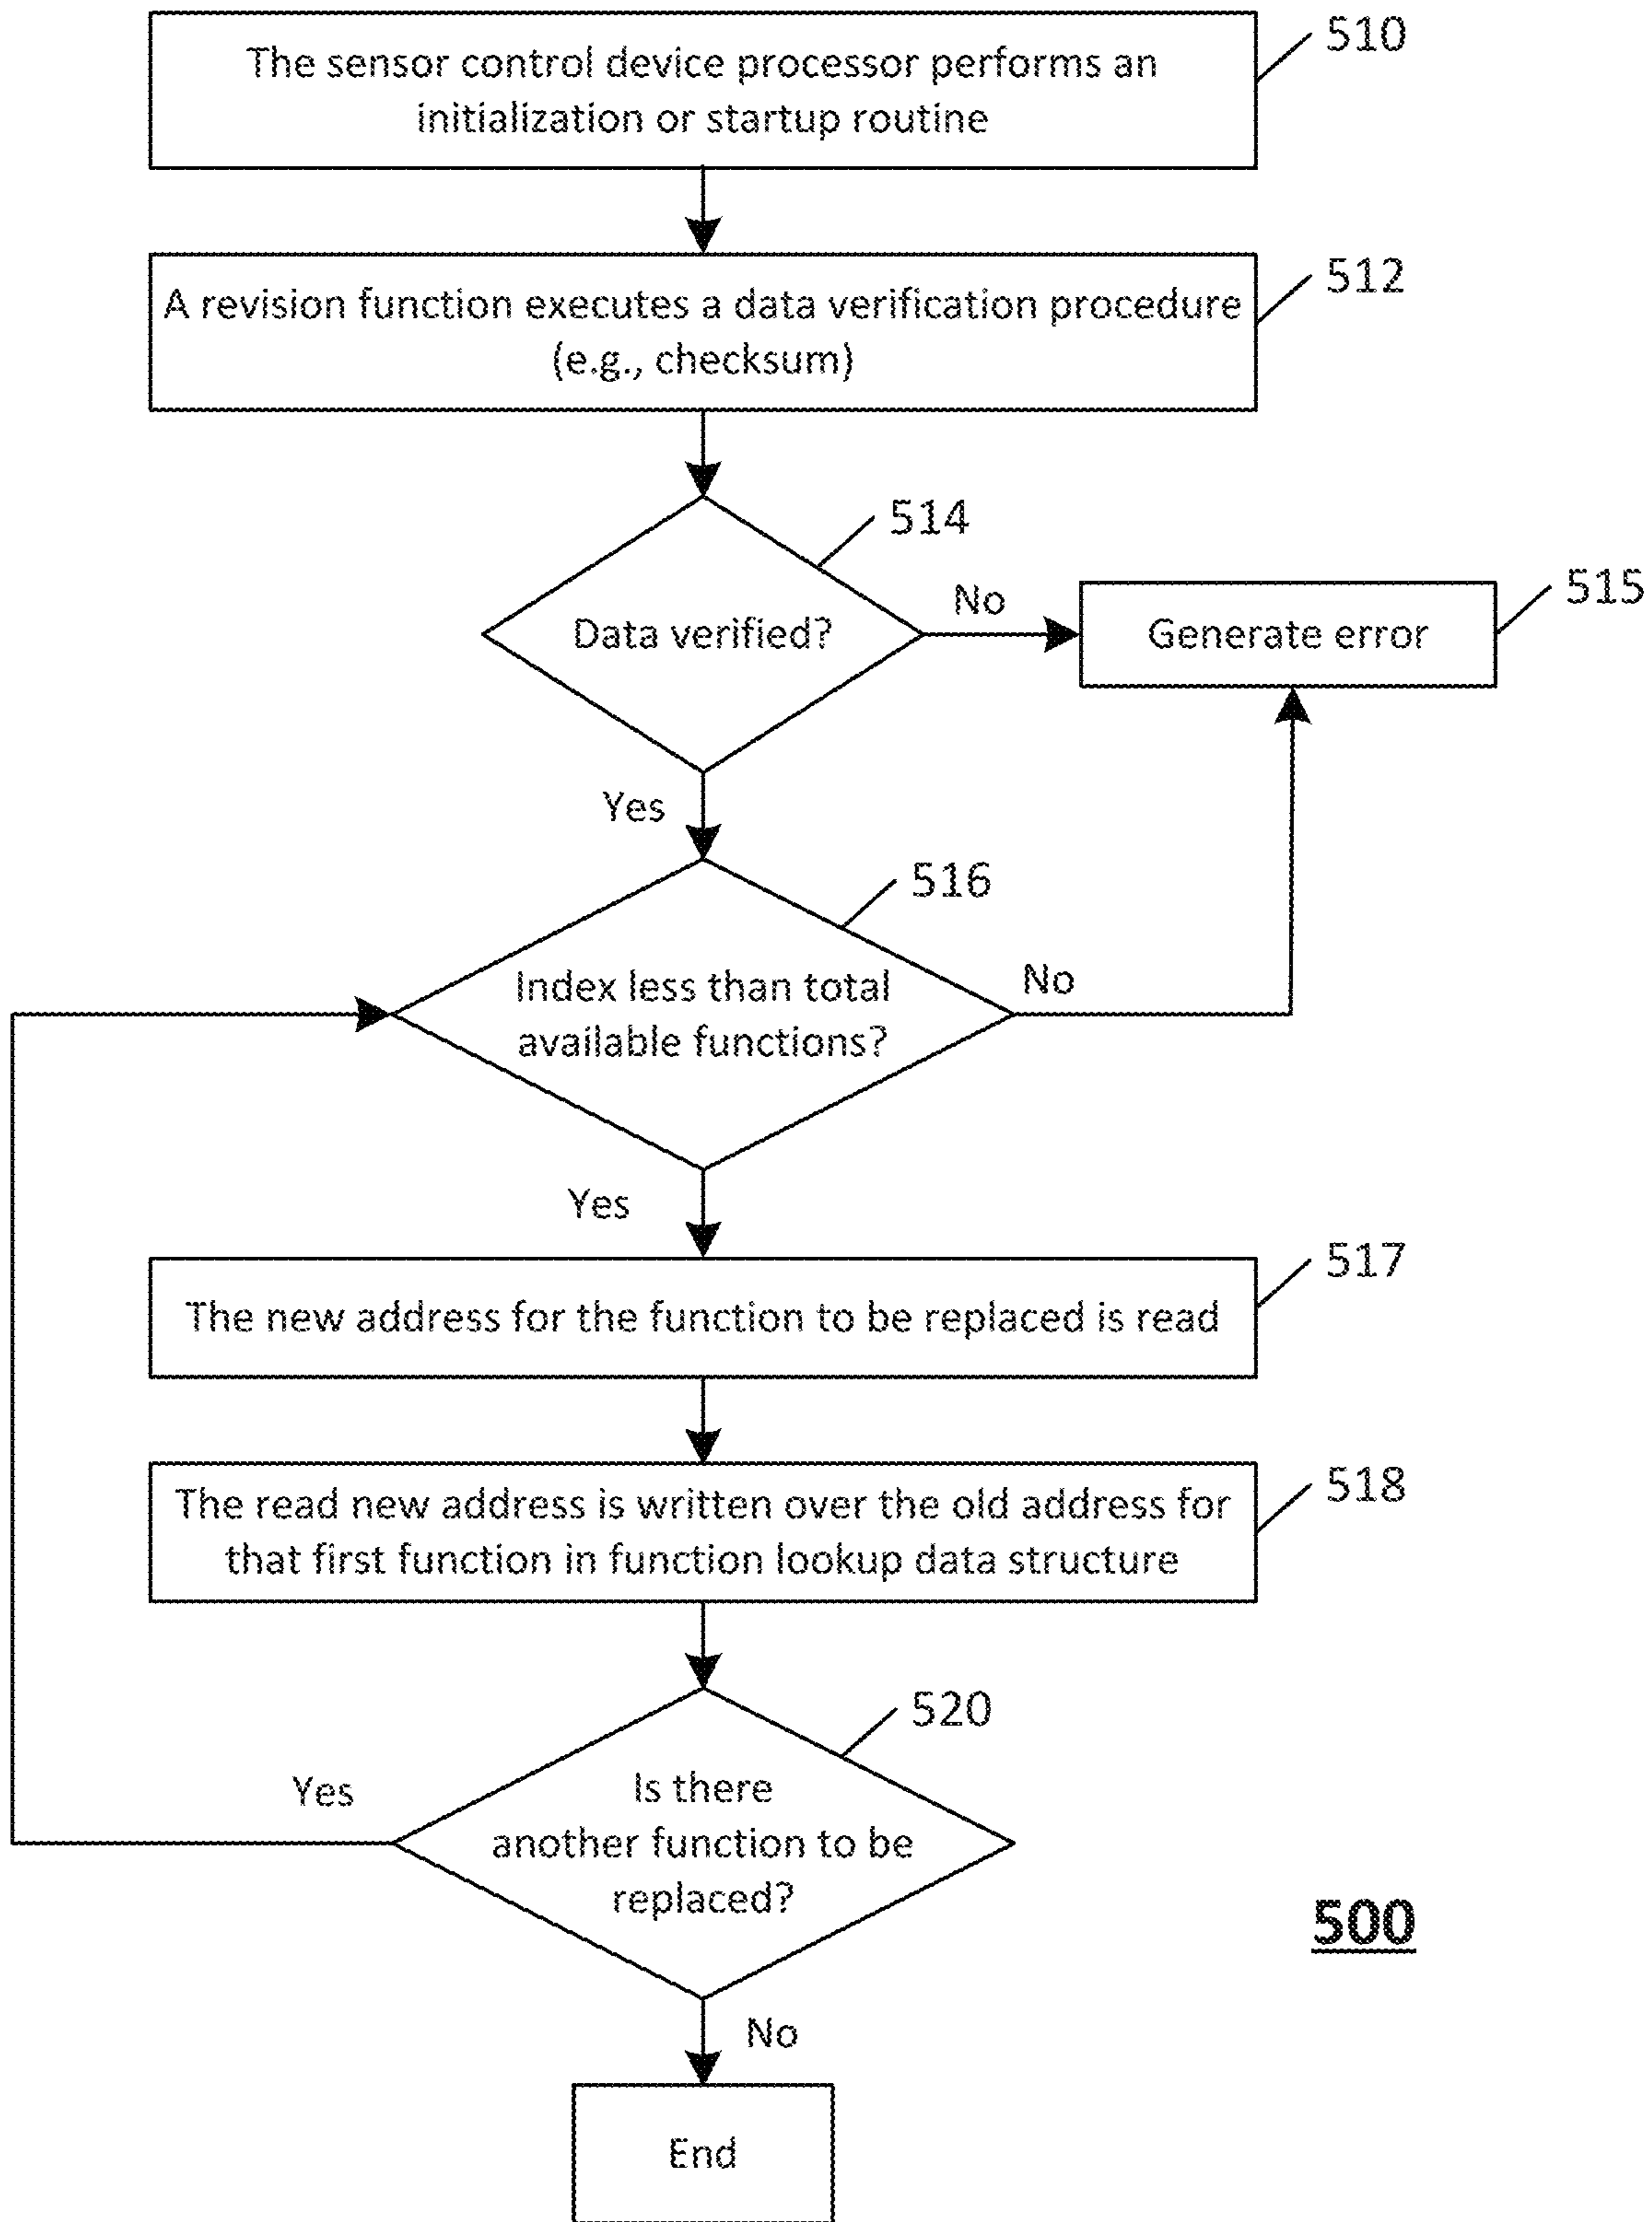 510
The sensor control device processor performs an
initialization or startup routine
512
A revision function executes a data verification procedure
(e.g., checksum)
514
Data verified?
No
515
Generate error
Yes
516
Index less than total
available functions?
No
Yes
517
The new address for the function to be replaced is read
518
The read new address is written over the old address for
that first function in function lookup data structure
520
Is there
another function to be
replaced?
Yes
500
No
End